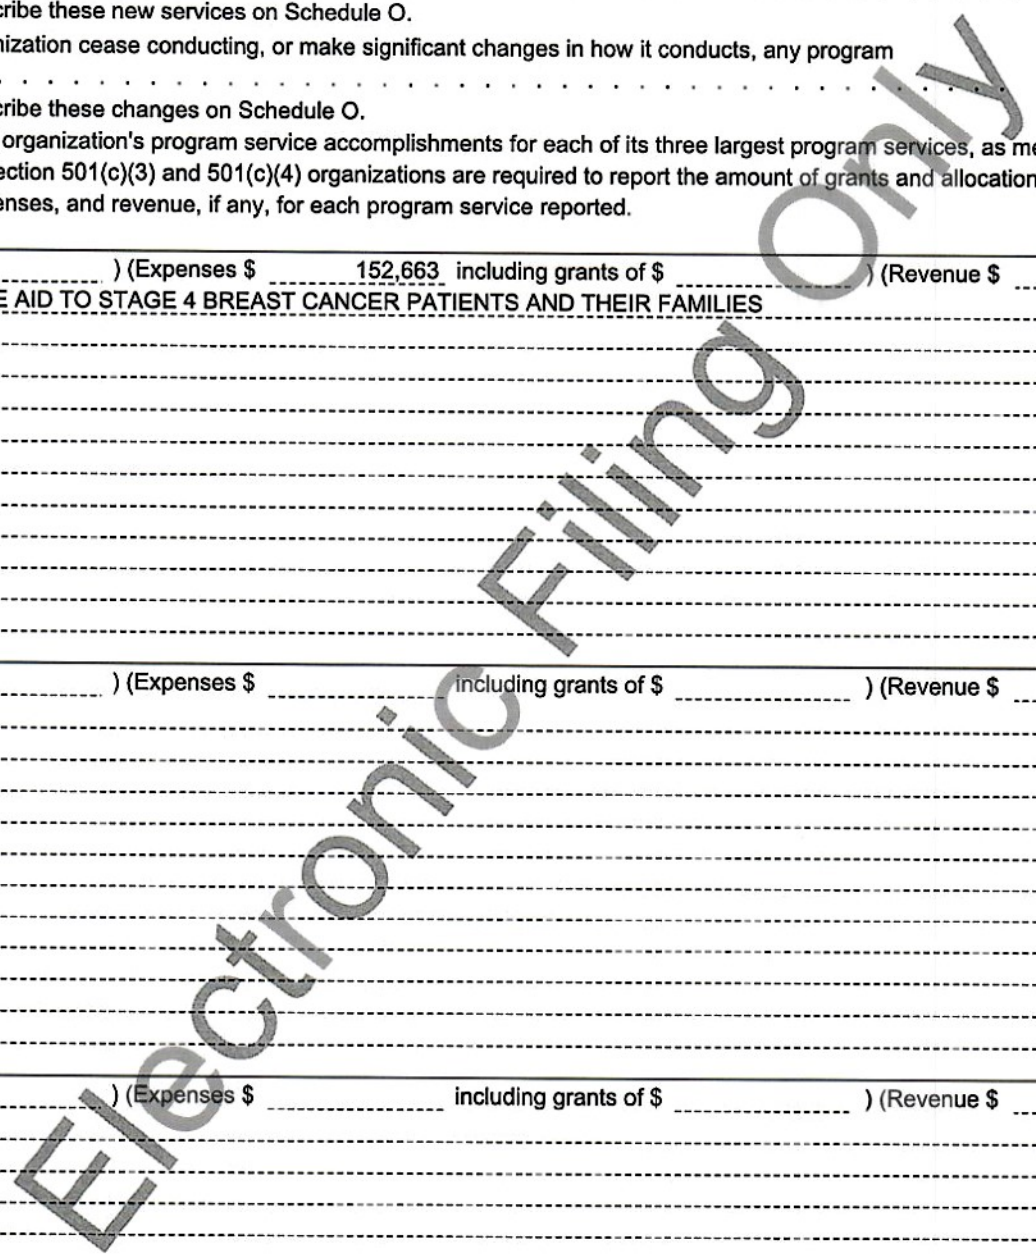 cribe these new services on Schedule O.
nization cease conducting, or make significant changes in how it conducts, any program
cribe these changes on Schedule O.
organization's program service accomplishments for each of its three largest program services, as me
ection 501(c)(3) and 501(c)(4) organizations are required to report the amount of grants and allocation
enses, and revenue, if any, for each program service reported.
) (Expenses $ 152,663 including grants of $ ) (Revenue $
E AID TO STAGE 4 BREAST CANCER PATIENTS AND THEIR FAMILIES
) (Expenses $ including grants of $ ) (Revenue $
) (Expenses $ including grants of $ ) (Revenue $
Electronic Filing Only